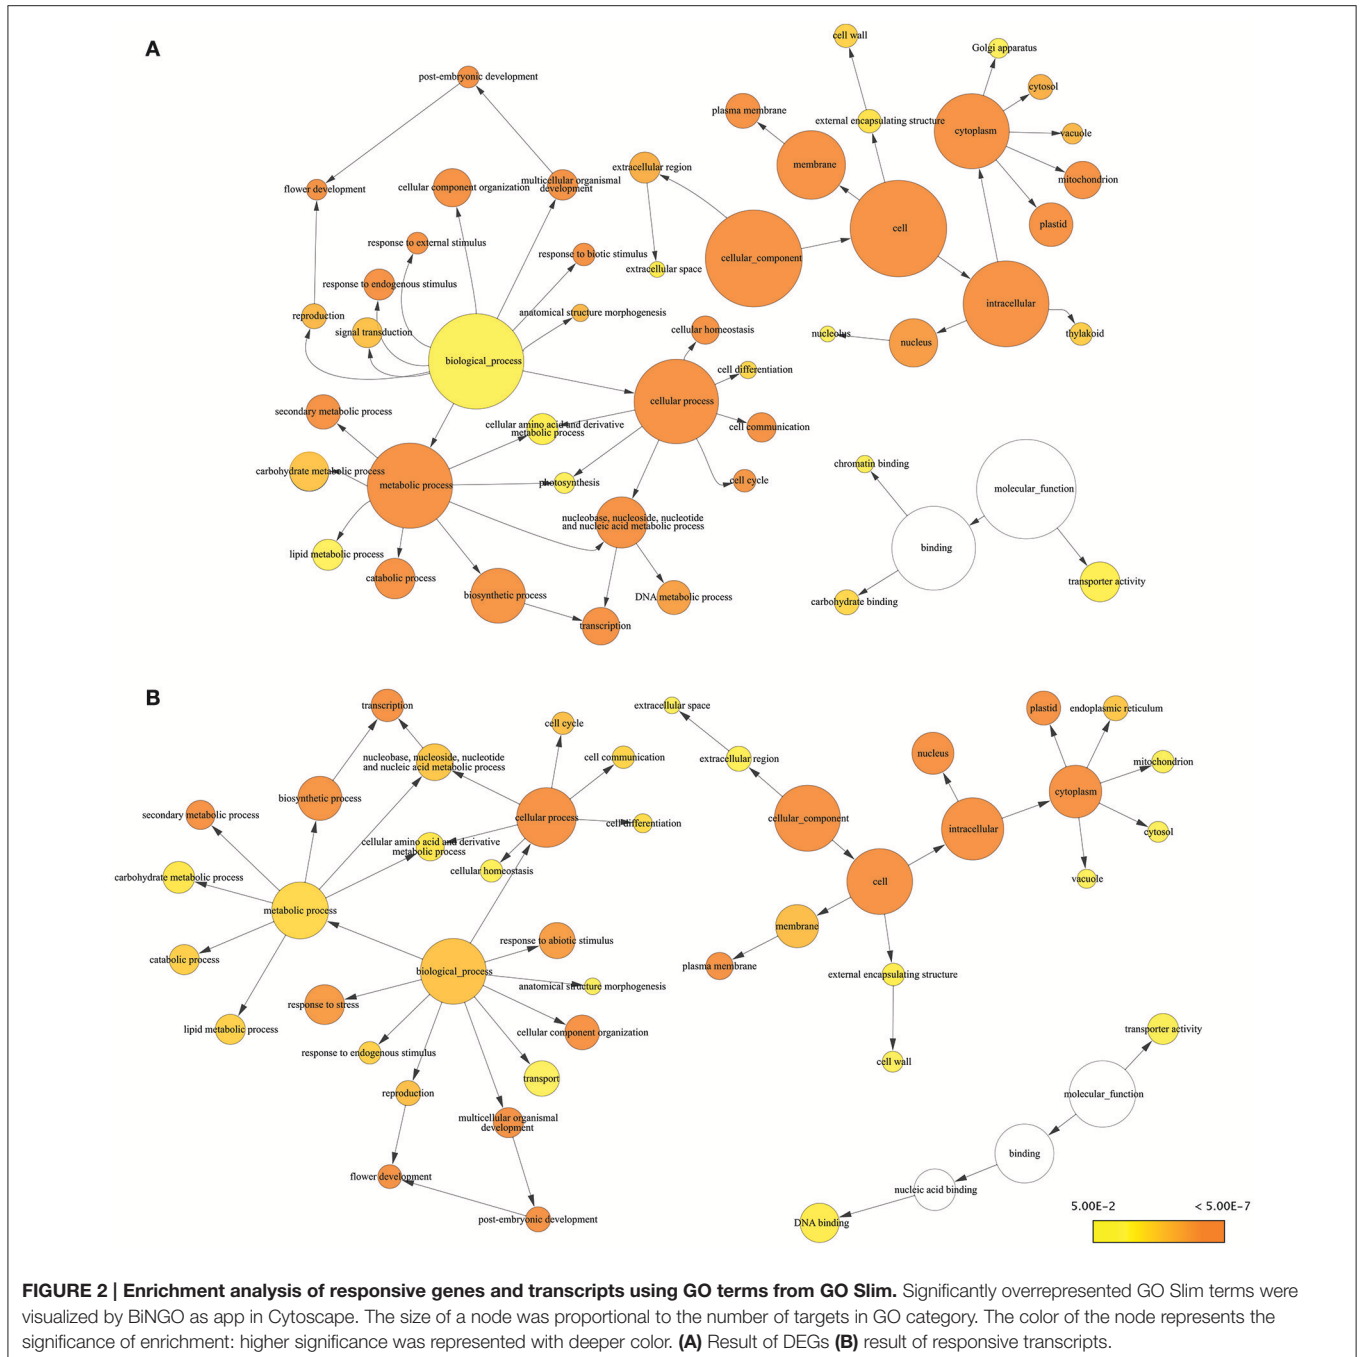 A
post-embryonic development
flower development
cellular component organization
multicellular organismal
development
response to external stimulus
response to biotic stimulus
response to endogenous stimulus
reproduction
signal transduction
anatomical structure morphogenesis
biological_process
cell wall
Golgi apparatus
plasma membrane
external encapsulating structure
cytosol
cytoplasm
vacuole
membrane
extracellular region
mitochondrion
plastid
cell
cellular_component
extracellular space
intracellular
nucleolus
nucleus
thylakoid
cellular homeostasis
cell differentiation
cellular process
secondary metabolic process
cellular amino acid and derivative
metabolic process
cell communication
carbohydrate metabolic process
metabolic process
photosynthesis
cell cycle
nucleobase, nucleoside, nucleotide
and nucleic acid metabolic process
lipid metabolic process
catabolic process
biosynthetic process
DNA metabolic process
transcription
chromatin binding
molecular_function
binding
transporter activity
carbohydrate binding
B
transcription
cell cycle
nucleobase, nucleoside, nucleotide
and nucleic acid metabolic process
cell communication
biosynthetic process
secondary metabolic process
cellular process
cell differentiation
cellular amino acid and derivative
metabolic process
cellular homeostasis
carbohydrate metabolic process
metabolic process
response to abiotic stimulus
catabolic process
biological_process
anatomical structure morphogenesis
response to stress
lipid metabolic process
cellular component organization
response to endogenous stimulus
transport
reproduction
multicellular organismal
development
flower development
post-embryonic development
extracellular space
plastid
endoplasmic reticulum
nucleus
extracellular region
mitochondrion
cytoplasm
cellular_component
intracellular
cytosol
cell
vacuole
membrane
plasma membrane
external encapsulating structure
cell wall
transporter activity
molecular_function
binding
nucleic acid binding
DNA binding
5.00E-2 < 5.00E-7
FIGURE 2 | Enrichment analysis of responsive genes and transcripts using GO terms from GO Slim. Significantly overrepresented GO Slim terms were
visualized by BiNGO as app in Cytoscape. The size of a node was proportional to the number of targets in GO category. The color of the node represents the
significance of enrichment: higher significance was represented with deeper color. (A) Result of DEGs (B) result of responsive transcripts.